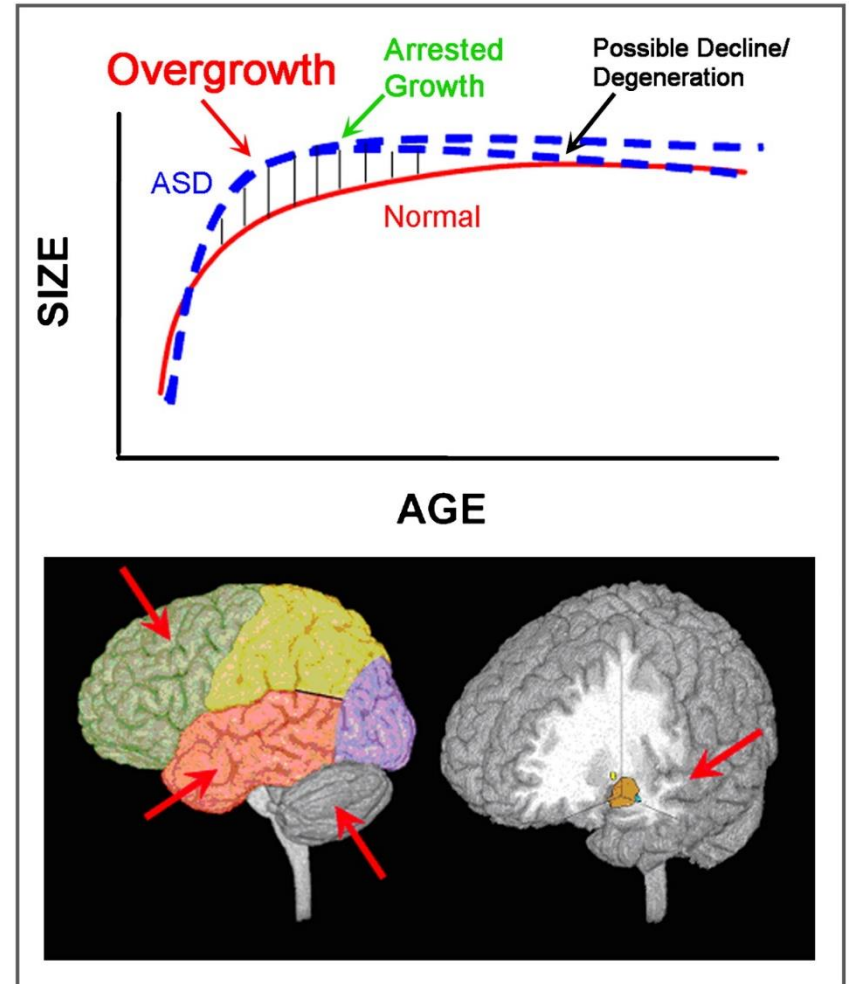 Overgrowth
Arrested
Growth
Possible Decline/
Degeneration
ASD
Normal
SIZE
AGE